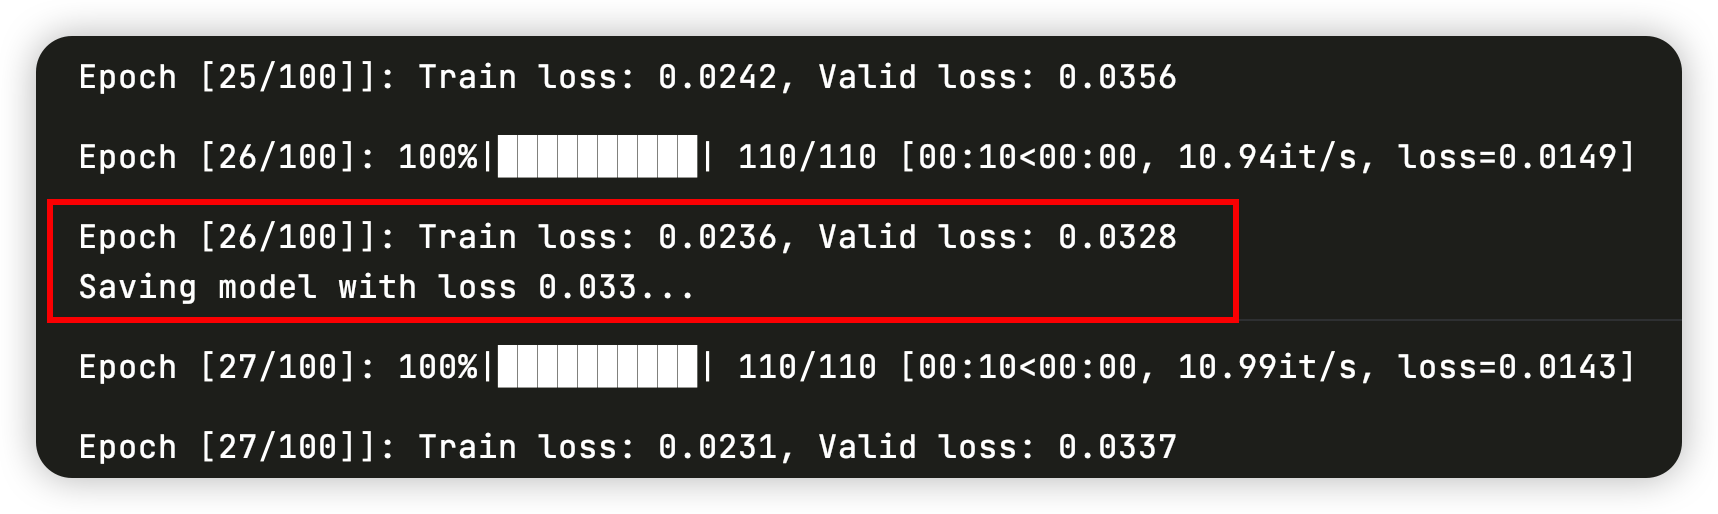 Epoch [25/100]]: Train loss: 0.0242, Valid loss: 0.0356
Epoch [26/100]: 100%|██████████| 110/110 [00:10<00:00, 10.94it/s, loss=0.0149]
Epoch [26/100]]: Train loss: 0.0236, Valid loss: 0.0328
Saving model with loss 0.033...
Epoch [27/100]: 100%|██████████| 110/110 [00:10<00:00, 10.99it/s, loss=0.0143]
Epoch [27/100]]: Train loss: 0.0231, Valid loss: 0.0337